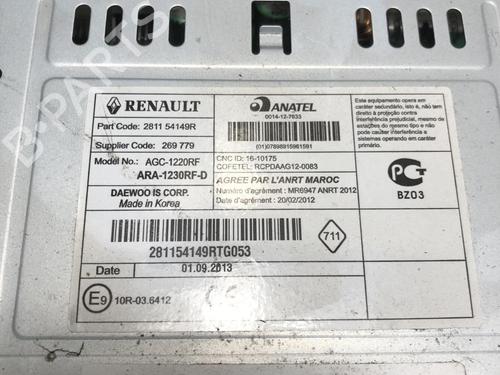 RENAULT
Part Code: 2811 54149R
Supplier Code: 269 779
Model No.: AGC-1220RF
ARA-1230RF-D
DAEWOO IS CORP.
Made in Korea
ANATEL
0014-12-7633
(01)07898915961591
CNC ID: 16-10175
COFETEL: RCPDAAG12-0083
AGREE PAR L'ANRT MAROC
Numéro d'agrément : MR6947 ANRT 2012
Date d'agrément : 20/02/2012
Este equipamento opera em
caráter secundário, isto é,
não tem direito a proteção
contra interferência
prejudicial, mesmo de
estações do mesmo tipo
e não pode causar
interferência a sistemas
operando em caráter
primário.
PCT
BZ03
281154149RTG053
711
Date 01.09.2013
E9 10R-03.6412
B-PARTS